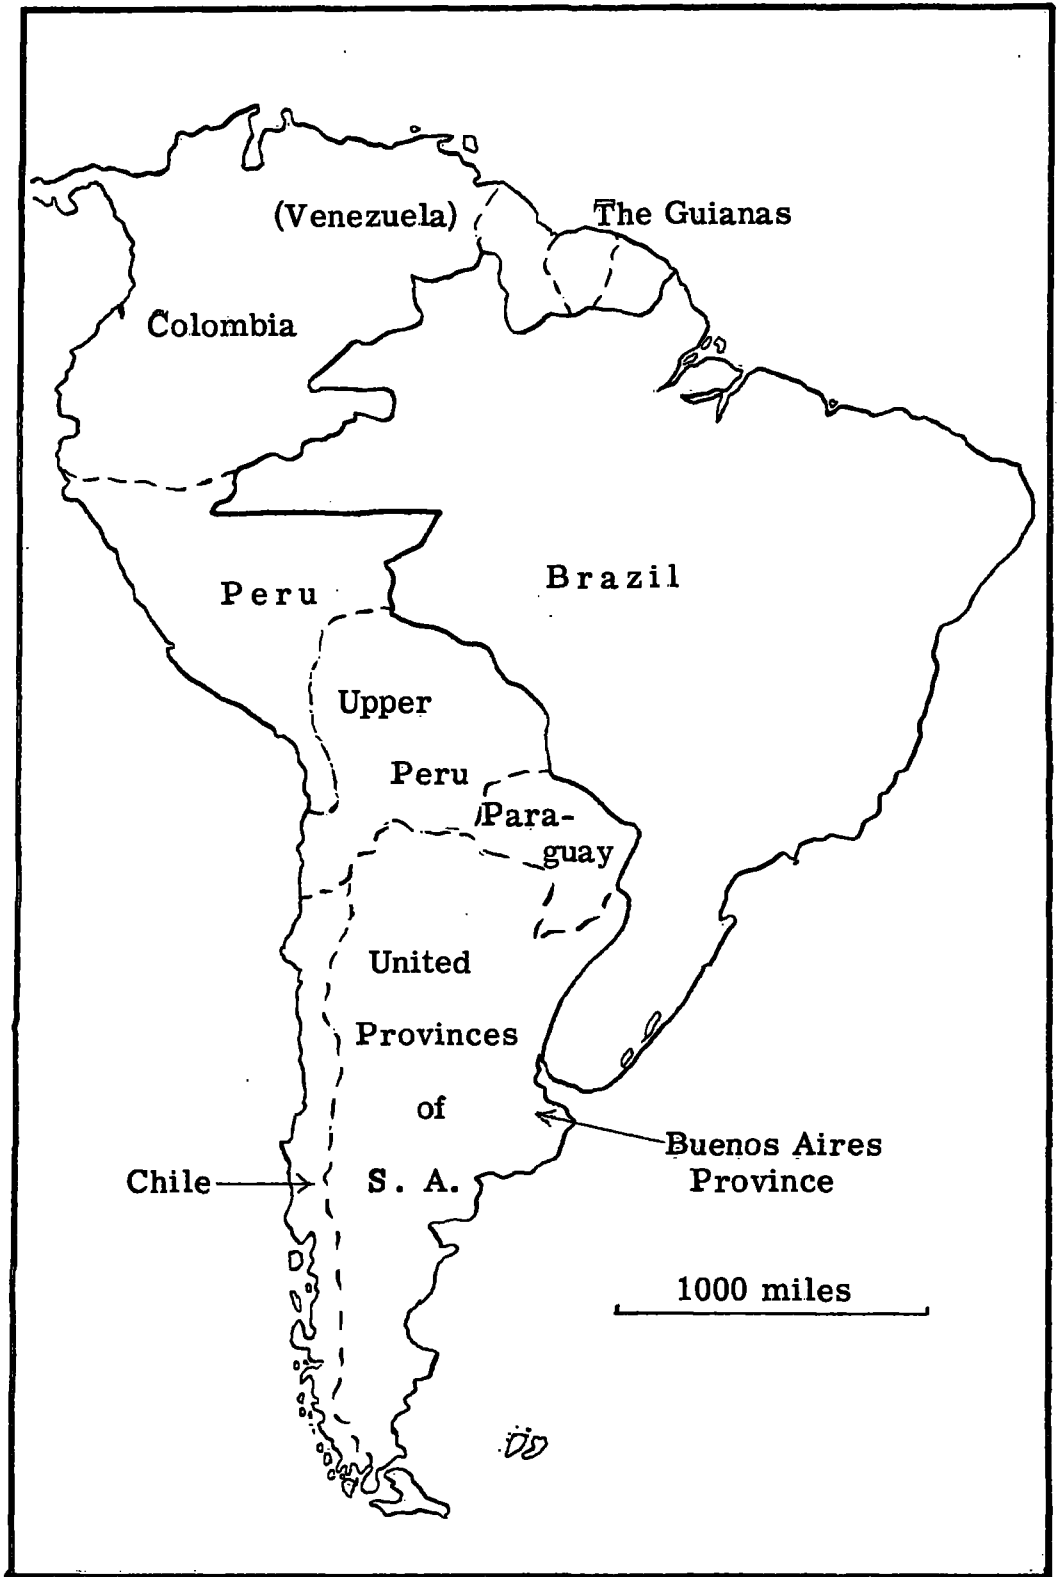 (Venezuela)
The Guianas
Colombia
Peru
Brazil
Upper
Peru
Para-
guay
United
Provinces
of
S. A.
Buenos Aires
Province
Chile
1000 miles